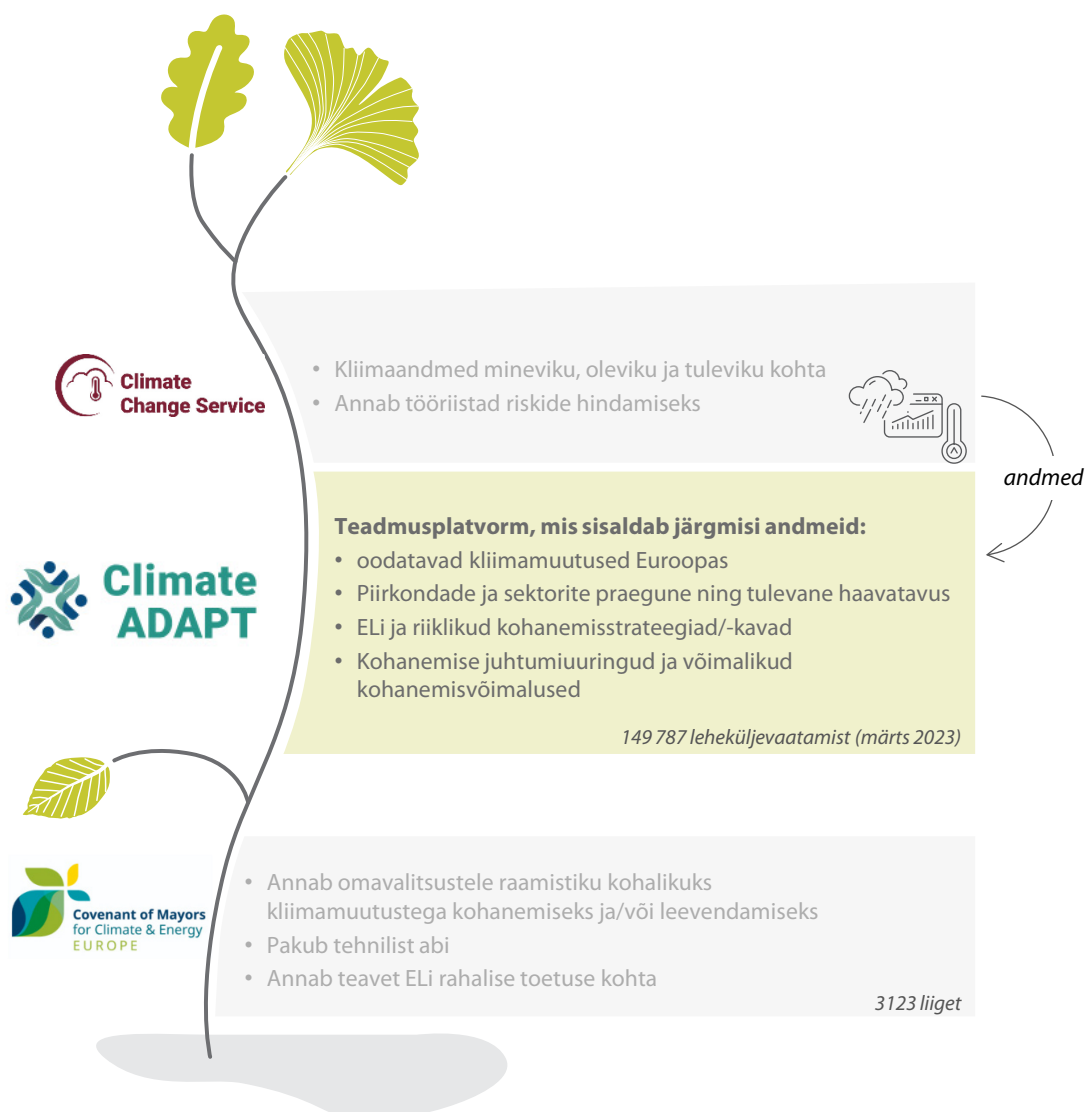 Climate
Change Service
• Kliimaandmed mineviku, oleviku ja tuleviku kohta
• Annab tööriistad riskide hindamiseks
andmed
Climate
ADAPT
Teadmusplatvorm, mis sisaldab järgmisi andmeid:
• oodatavad kliimamuutused Euroopas
• Piirkondade ja sektorite praegune ning tulevane haavatavus
• ELi ja riiklikud kohanemisstrateegiad/-kavad
• Kohanemise juhtumiuuringud ja võimalikud
kohanemisvõimalused
149 787 leheküljevaatamist (märts 2023)
Covenant of Mayors
for Climate & Energy
EUROPE
• Annab omavalitsustele raamistiku kohalikuks
kliimamuutustega kohanemiseks ja/või leevendamiseks
• Pakub tehnilist abi
• Annab teavet ELi rahalise toetuse kohta
3123 liiget